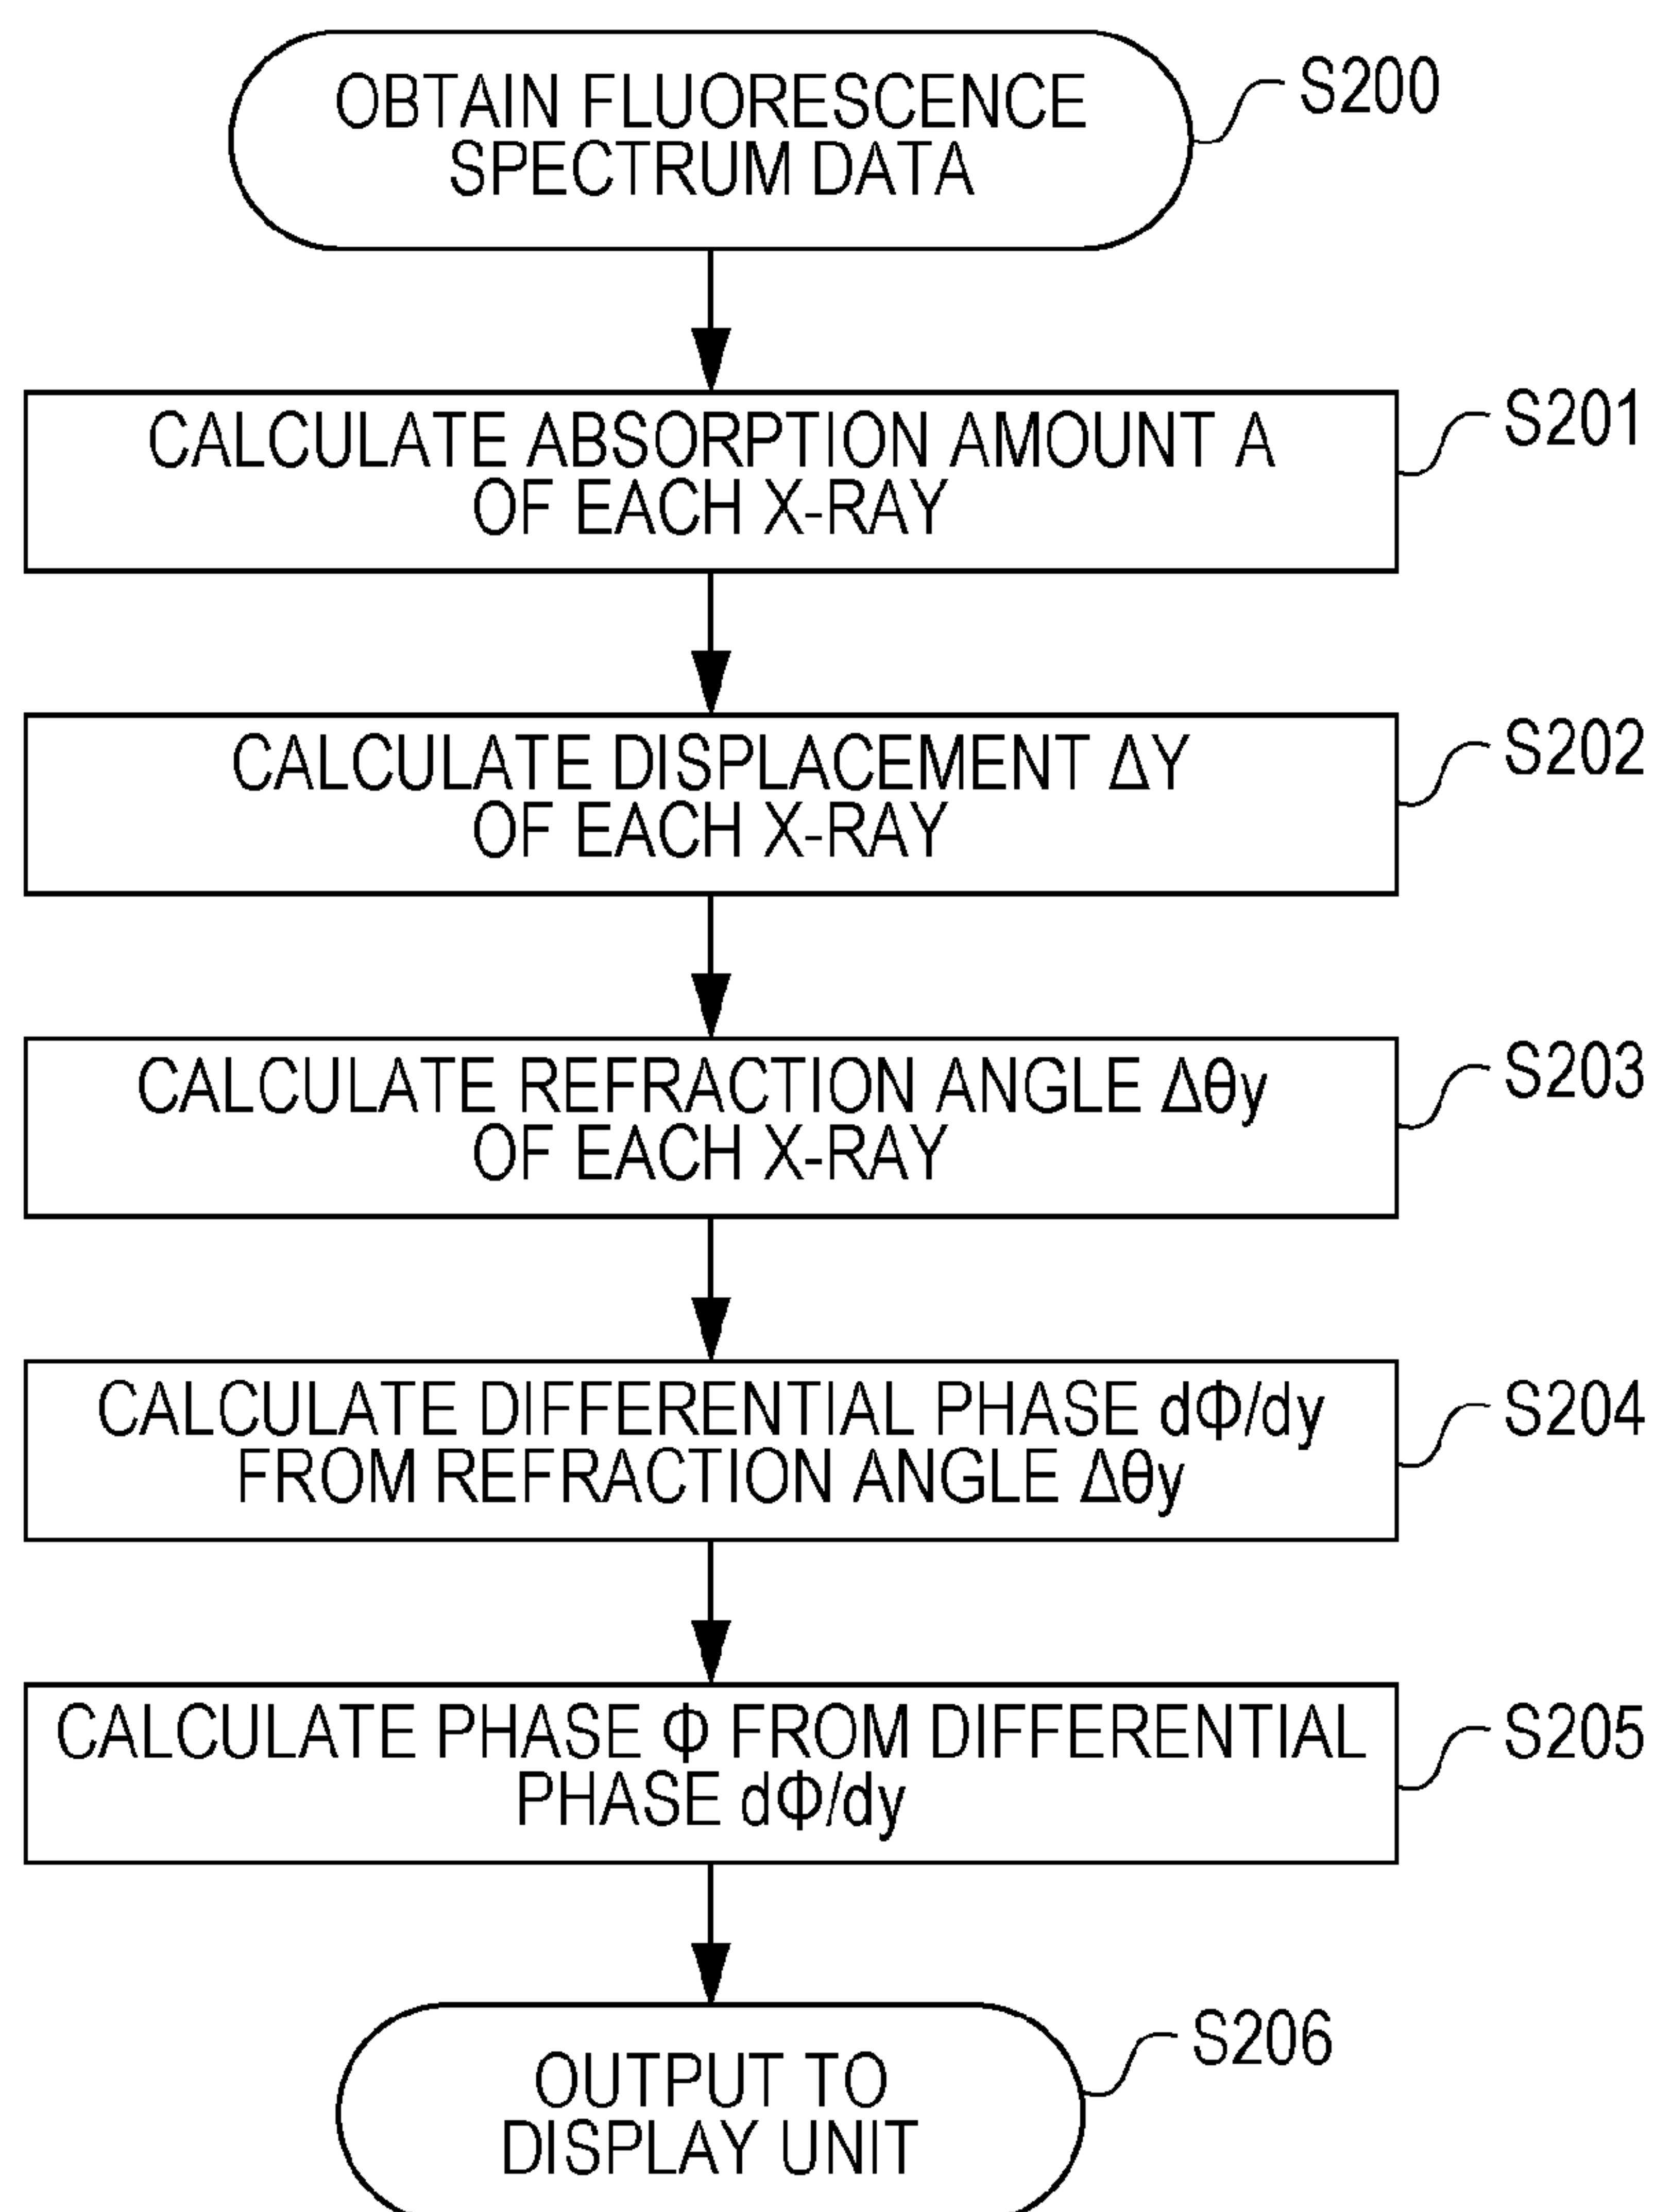 OBTAIN FLUORESCENCE
SPECTRUM DATA
S200
CALCULATE ABSORPTION AMOUNT A
OF EACH X-RAY
S201
CALCULATE DISPLACEMENT ΔY
OF EACH X-RAY
S202
CALCULATE REFRACTION ANGLE Δθy
OF EACH X-RAY
S203
CALCULATE DIFFERENTIAL PHASE dΦ/dy
FROM REFRACTION ANGLE Δθy
S204
CALCULATE PHASE Φ FROM DIFFERENTIAL
PHASE dΦ/dy
S205
OUTPUT TO
DISPLAY UNIT
S206